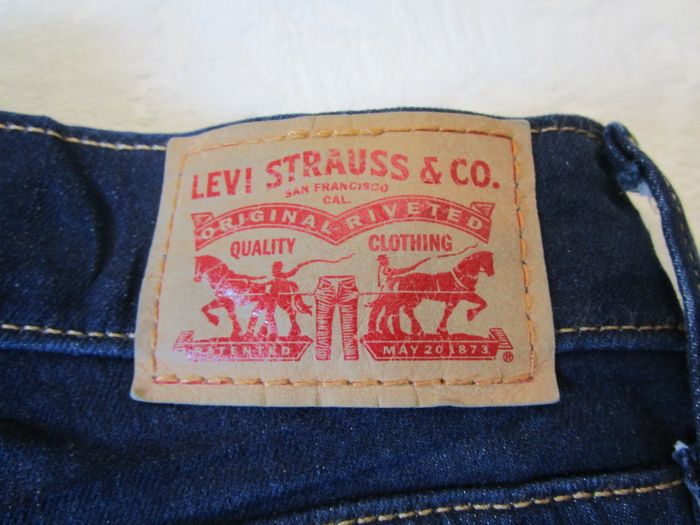 LEVI STRAUSS & CO.
SAN FRANCISCO
CAL.
ORIGINAL-RIVETED
QUALITY CLOTHING
PATENTED MAY 20 1873 ®